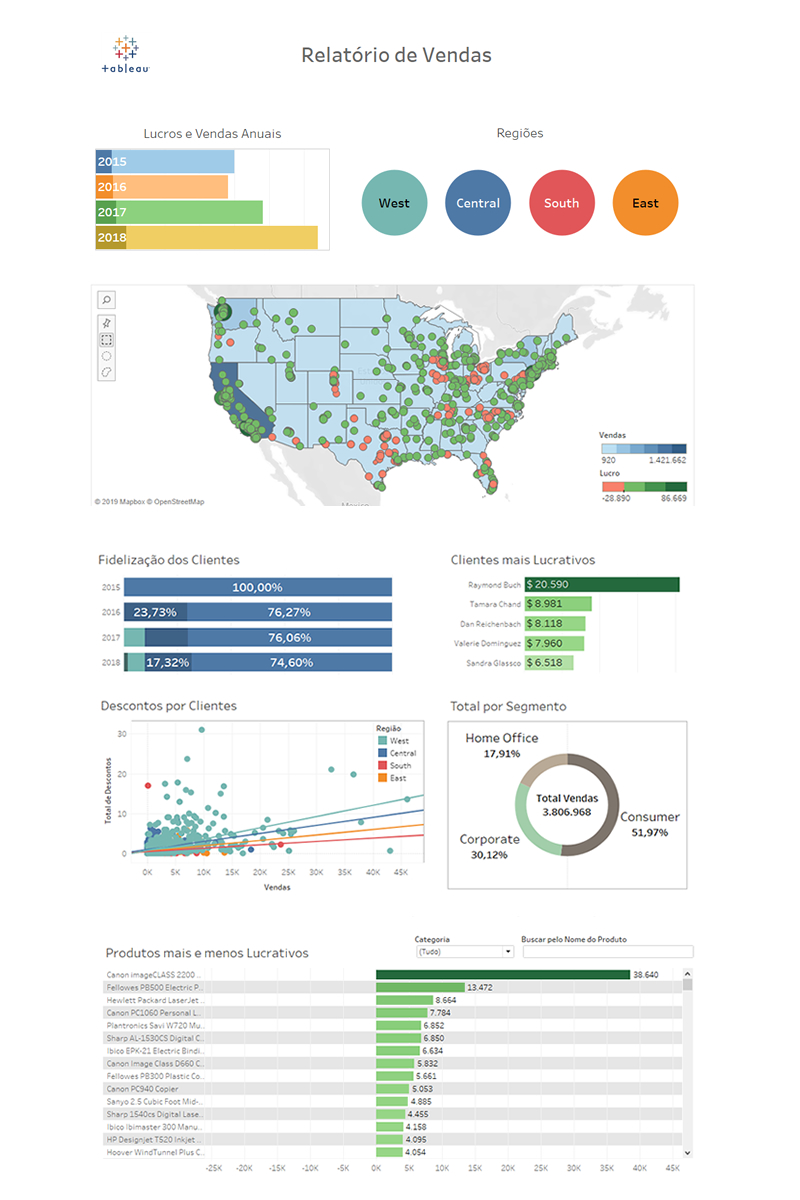 +ableau
Relatório de Vendas
Lucros e Vendas Anuais
Regiões
2015
2016
2017
2018
West
Central
South
East
© 2019 Mapbox © OpenStreetMap
Mexico
Vendas
920 1.421.662
Lucro
-28.890 86.669
Fidelização dos Clientes
2015 100,00%
2016 23,73% 76,27%
2017 76,06%
2018 17,32% 74,60%
Clientes mais Lucrativos
Raymond Buch $ 20.590
Tamara Chand $ 8.981
Dan Reichenbach $ 8.118
Valerie Dominguez $ 7.960
Sandra Glassco $ 6.518
Descontos por Clientes
Total de Descontos
30
20
10
0
0K 5K 10K 15K 20K 25K 30K 35K 40K 45K
Vendas
Região
West
Central
South
East
Total por Segmento
Home Office
17,91%
Total Vendas
3.806.968
Consumer
51,97%
Corporate
30,12%
Produtos mais e menos Lucrativos
Categoria
(Tudo)
Buscar pelo Nome do Produto
Canon imageCLASS 2200 ... 38.640
Fellowes PB500 Electric P... 13.472
Hewlett Packard LaserJet ... 8.664
Canon PC1060 Personal L... 7.784
Plantronics Savi W720 Mu... 6.852
Sharp AL-1530CS Digital C... 6.850
Ibico EPK-21 Electric Bindi... 6.634
Canon Image Class D660 C... 5.832
Fellowes PB300 Plastic Co... 5.661
Canon PC940 Copier 5.053
Sanyo 2.5 Cubic Foot Mid-... 4.885
Sharp 1540cs Digital Lase... 4.455
Ibico Ibimaster 300 Manu... 4.158
HP Designjet T520 Inkjet ... 4.095
Hoover WindTunnel Plus C... 4.054
-25K -20K -15K -10K -5K 0K 5K 10K 15K 20K 25K 30K 35K 40K 45K